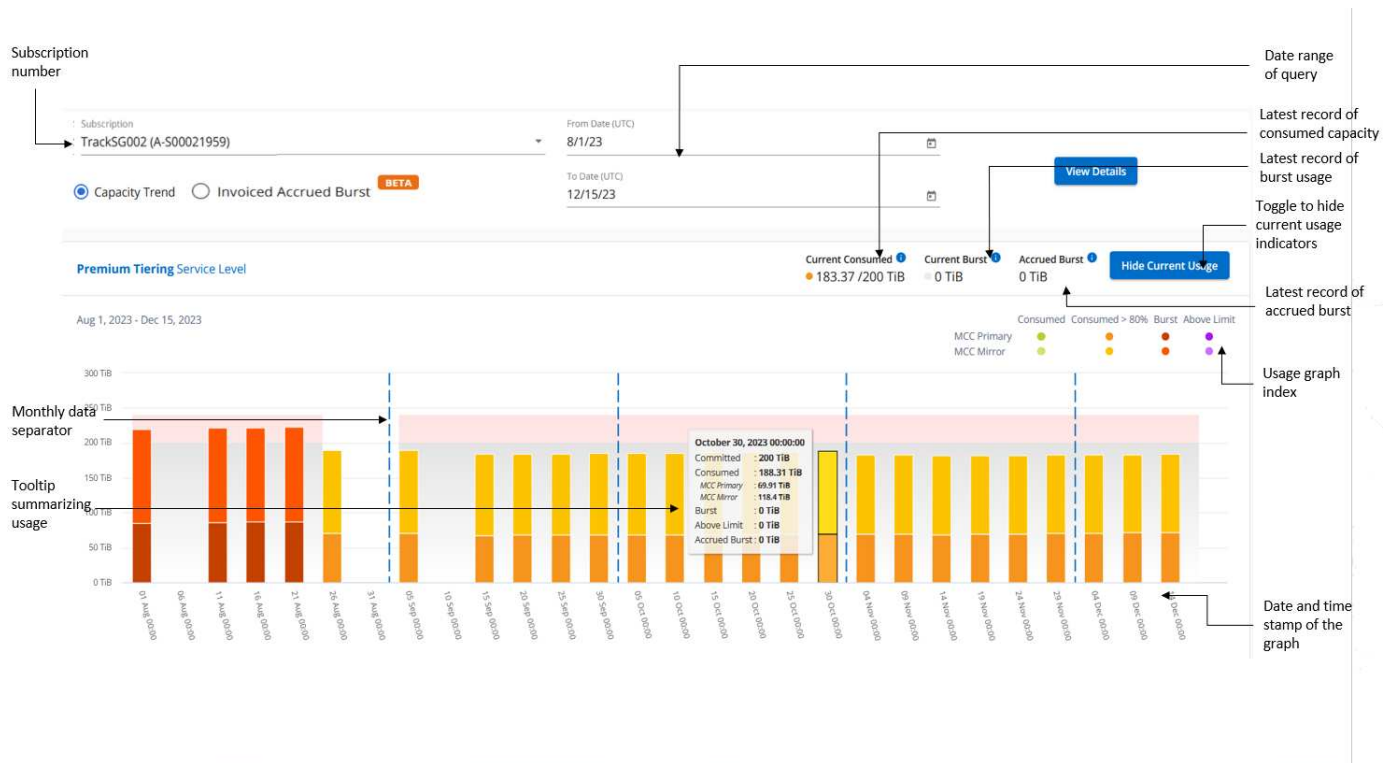 Subscription
number
Date range
of query
Latest record of
consumed capacity
Latest record of
burst usage
Toggle to hide
current usage
indicators
Latest record of
accrued burst
Usage graph
index
Subscription
TrackSG002 (A-S00021959)
From Date (UTC)
8/1/23
Capacity Trend
Invoiced Accrued Burst
BETA
To Date (UTC)
12/15/23
View Details
Premium Tiering Service Level
Current Consumed
183.37 /200 TiB
Current Burst
0 TiB
Accrued Burst
0 TiB
Hide Current Usage
Aug 1, 2023 - Dec 15, 2023
Consumed Consumed > 80% Burst Above Limit
MCC Primary
MCC Mirror
300 TiB
250 TiB
200 TiB
150 TiB
100 TiB
50 TiB
0 TiB
Monthly data
separator
Tooltip
summarizing
usage
October 30, 2023 00:00:00
Committed : 200 TiB
Consumed : 188.31 TiB
MCC Primary : 69.91 TiB
MCC Mirror : 118.4 TiB
Burst : 0 TiB
Above Limit : 0 TiB
Accrued Burst : 0 TiB
01 Aug 00:00
06 Aug 00:00
11 Aug 00:00
16 Aug 00:00
21 Aug 00:00
26 Aug 00:00
31 Aug 00:00
05 Sep 00:00
10 Sep 00:00
15 Sep 00:00
20 Sep 00:00
25 Sep 00:00
30 Sep 00:00
05 Oct 00:00
10 Oct 00:00
15 Oct 00:00
20 Oct 00:00
25 Oct 00:00
30 Oct 00:00
04 Nov 00:00
09 Nov 00:00
14 Nov 00:00
19 Nov 00:00
24 Nov 00:00
29 Nov 00:00
04 Dec 00:00
09 Dec 00:00
Dec 00:00
Date and time
stamp of the
graph